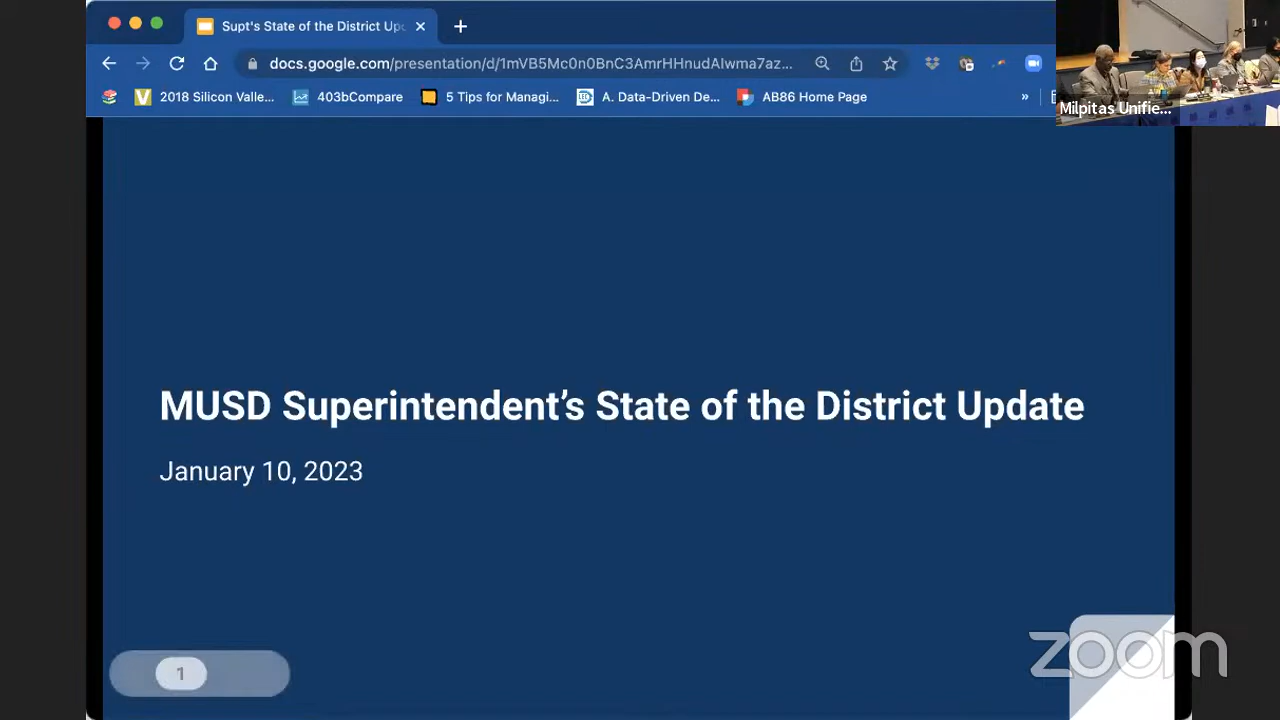 Supt's State of the District Up
docs.google.com/presentation/d/1mVB5Mc0n0BnC3AmrHHnudAIwma7az...
2018 Silicon Valle...
403bCompare
5 Tips for Managi...
A. Data-Driven De...
AB86 Home Page
»
Milpitas Unifie...
MUSD Superintendent's State of the District Update
January 10, 2023
1
zoom